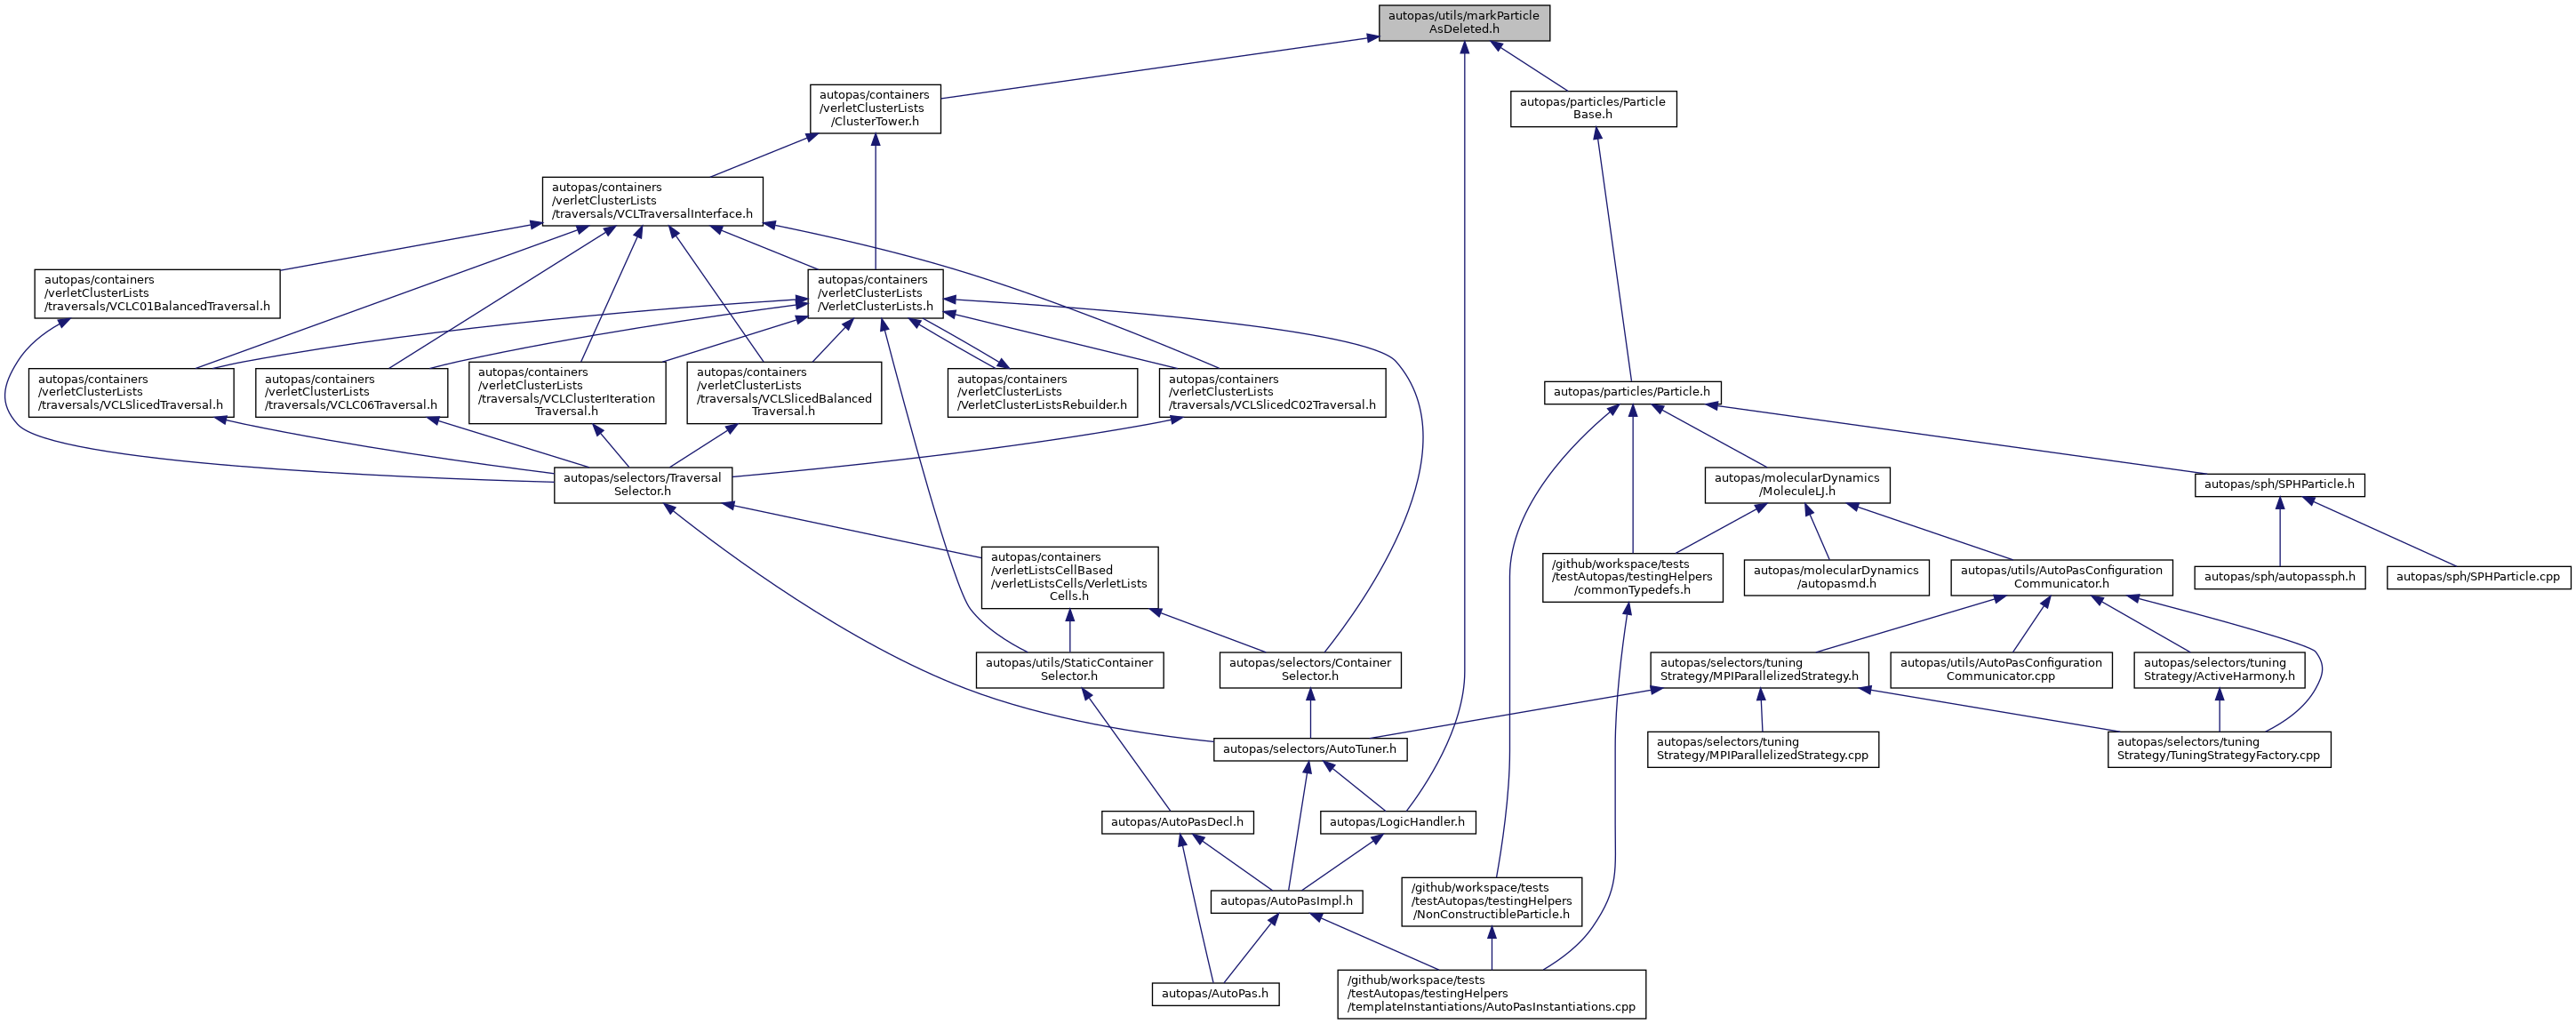 autopas/utils/markParticle
AsDeleted.h
autopas/containers
/verletClusterLists
/ClusterTower.h
autopas/particles/Particle
Base.h
autopas/containers
/verletClusterLists
/traversals/VCLTraversalInterface.h
autopas/containers
/verletClusterLists
/traversals/VCLC01BalancedTraversal.h
autopas/containers
/verletClusterLists
/VerletClusterLists.h
autopas/containers
/verletClusterLists
/traversals/VCLSlicedTraversal.h
autopas/containers
/verletClusterLists
/traversals/VCLC06Traversal.h
autopas/containers
/verletClusterLists
/traversals/VCLClusterIteration
Traversal.h
autopas/containers
/verletClusterLists
/traversals/VCLSlicedBalanced
Traversal.h
autopas/containers
/verletClusterLists
/VerletClusterListsRebuilder.h
autopas/containers
/verletClusterLists
/traversals/VCLSlicedC02Traversal.h
autopas/particles/Particle.h
autopas/selectors/Traversal
Selector.h
autopas/molecularDynamics
/MoleculeLJ.h
autopas/sph/SPHParticle.h
autopas/containers
/verletListsCellBased
/verletListsCells/VerletLists
Cells.h
/github/workspace/tests
/testAutopas/testingHelpers
/commonTypedefs.h
autopas/molecularDynamics
/autopasmd.h
autopas/utils/AutoPasConfiguration
Communicator.h
autopas/sph/autopassph.h
autopas/sph/SPHParticle.cpp
autopas/utils/StaticContainer
Selector.h
autopas/selectors/Container
Selector.h
autopas/selectors/tuning
Strategy/MPIParallelizedStrategy.h
autopas/utils/AutoPasConfiguration
Communicator.cpp
autopas/selectors/tuning
Strategy/ActiveHarmony.h
autopas/selectors/AutoTuner.h
autopas/selectors/tuning
Strategy/MPIParallelizedStrategy.cpp
autopas/selectors/tuning
Strategy/TuningStrategyFactory.cpp
autopas/AutoPasDecl.h
autopas/LogicHandler.h
autopas/AutoPasImpl.h
/github/workspace/tests
/testAutopas/testingHelpers
/NonConstructibleParticle.h
autopas/AutoPas.h
/github/workspace/tests
/testAutopas/testingHelpers
/templateInstantiations/AutoPasInstantiations.cpp